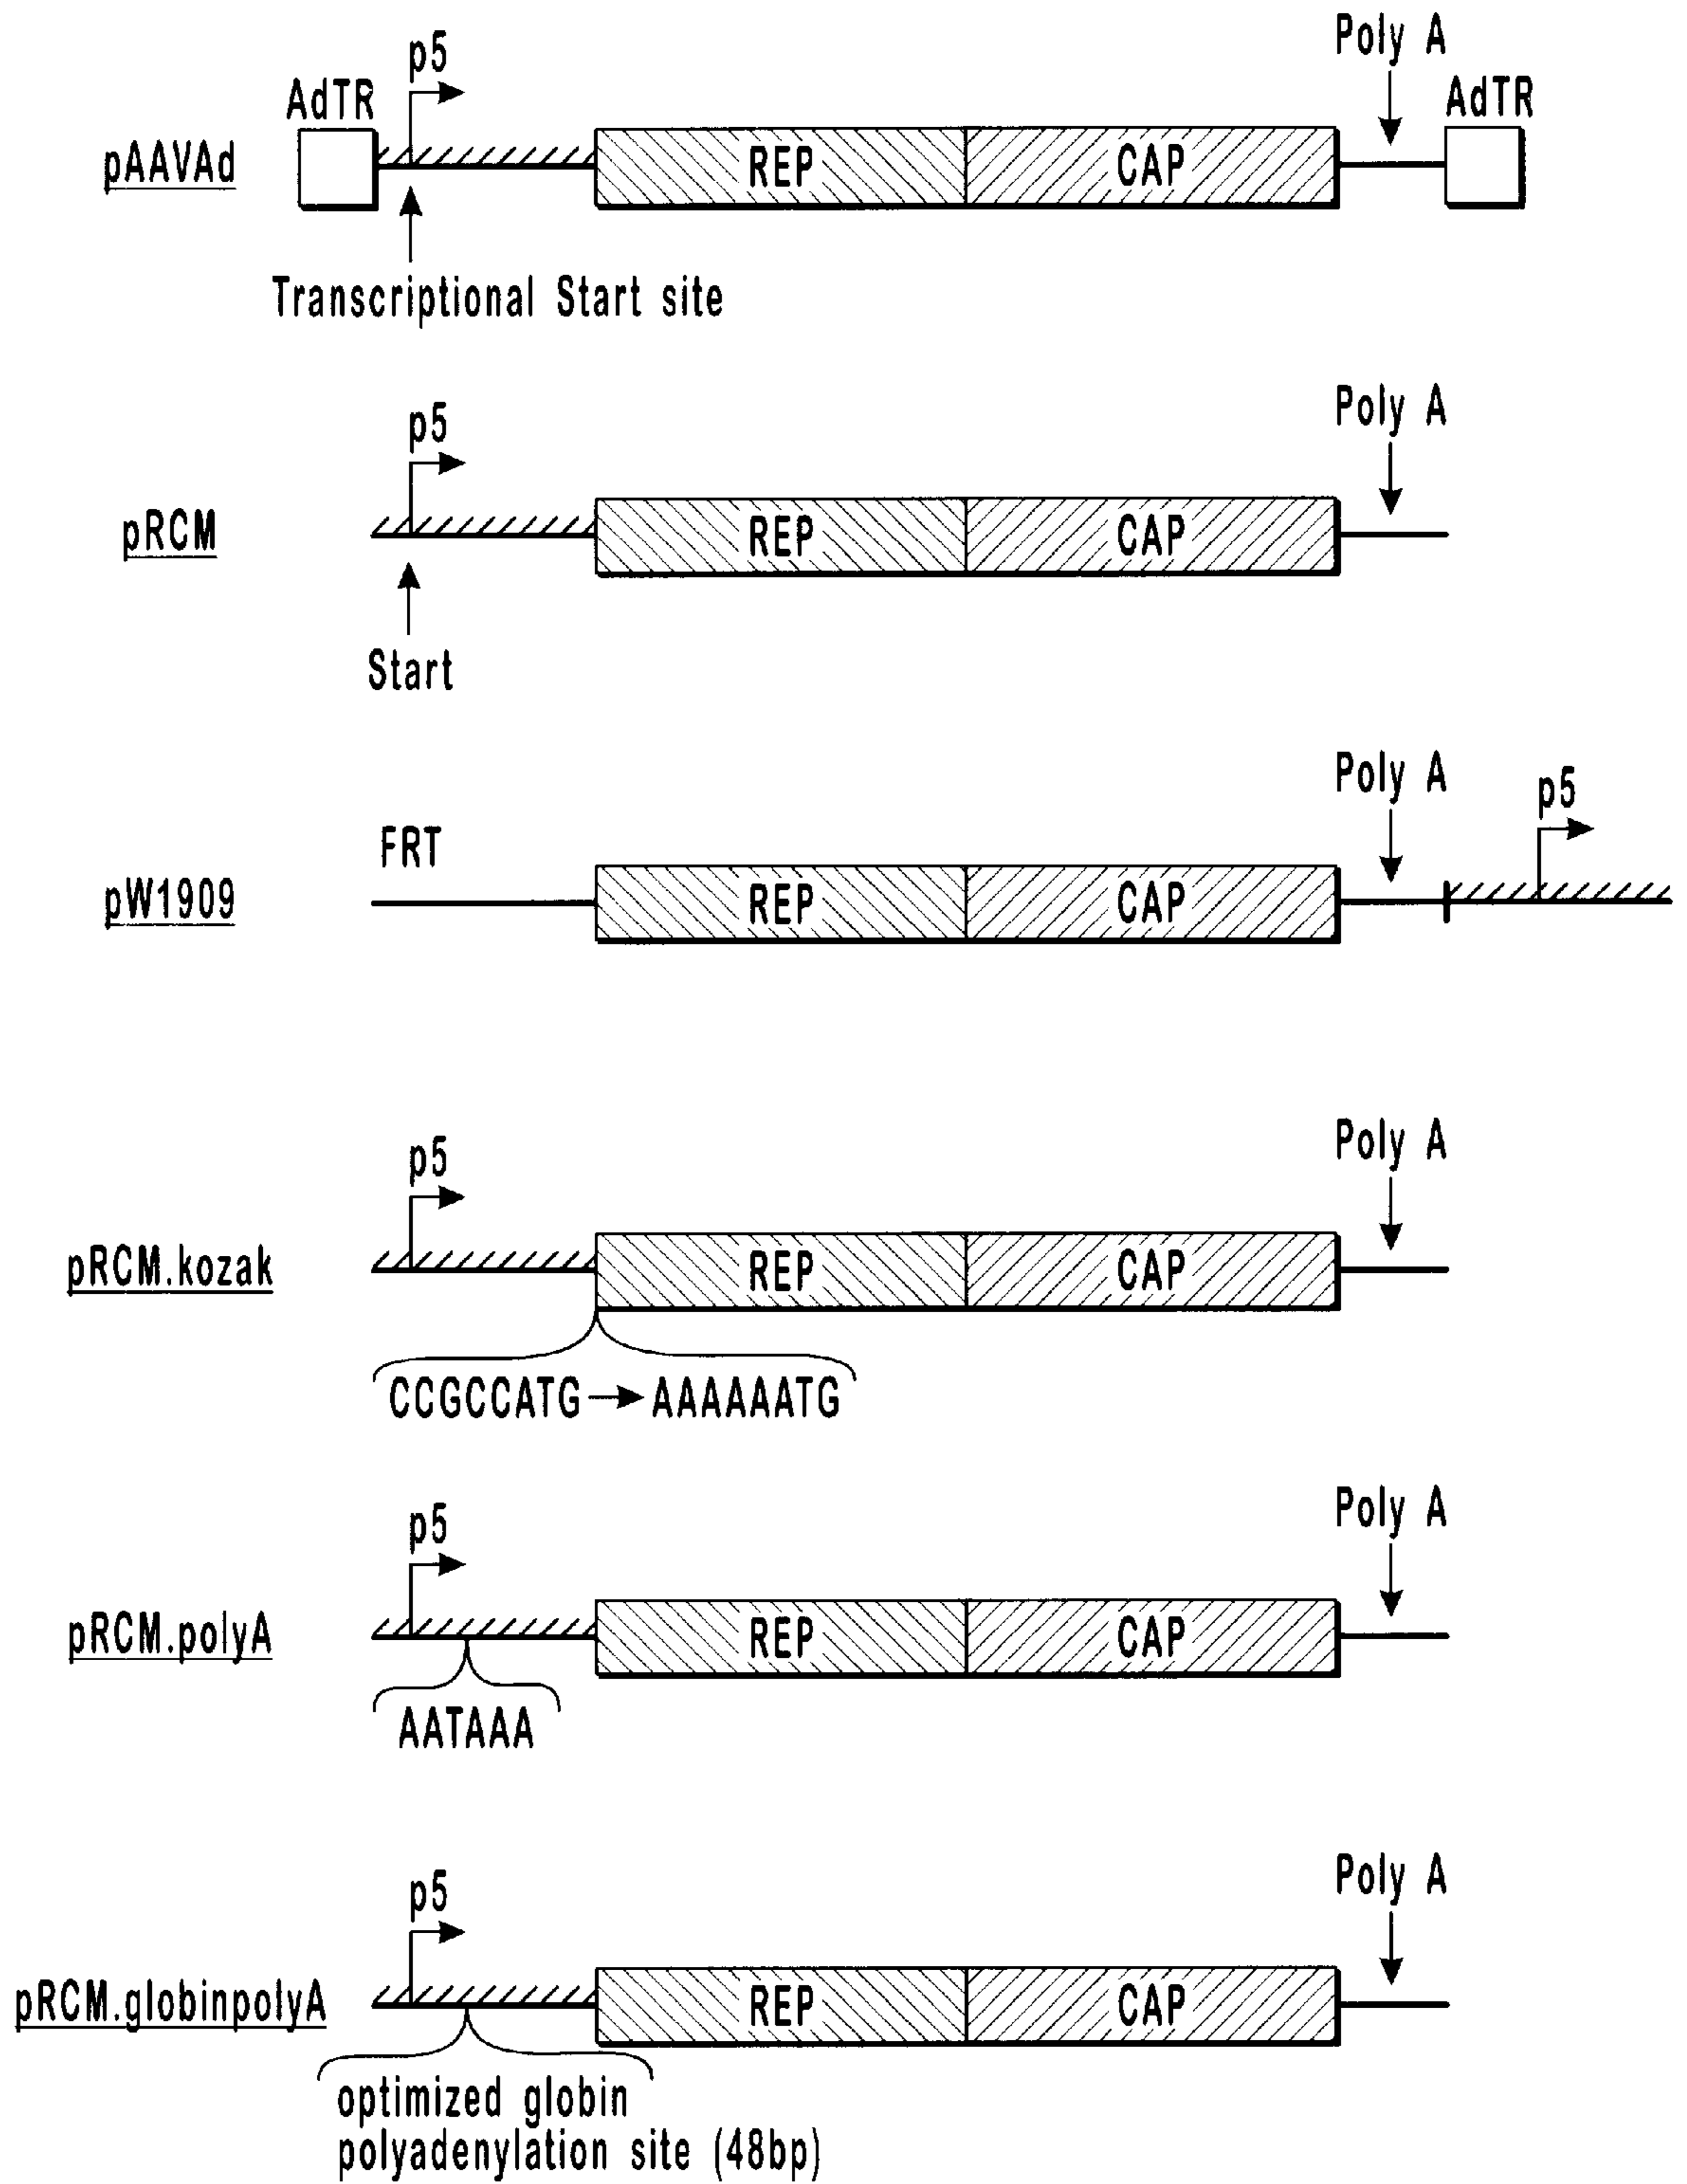 Poly A
p5
AdTR
AdTR
pAAVAd
REP
CAP
Transcriptional Start site
Poly A
p5
pRCM
REP
CAP
Start
Poly A
p5
FRT
pW1909
REP
CAP
Poly A
p5
pRCM.kozak
REP
CAP
CCGCCATG → AAAAAATG
Poly A
p5
pRCM.polyA
REP
CAP
AATAAA
Poly A
p5
pRCM.globinpolyA
REP
CAP
optimized globin
polyadenylation site (48bp)